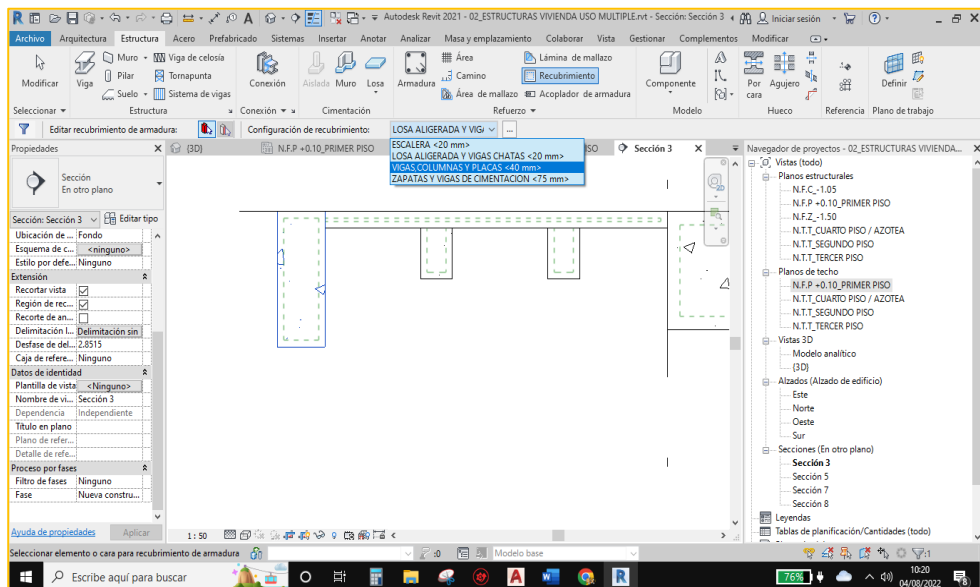 Autodesk Revit 2021 - 02_ESTRUCTURAS VIVIENDA USO MULTIPLE.rvt - Sección: Sección 3
Iniciar sesión
Archivo Arquitectura Estructura Acero Prefabricado Sistemas Insertar Anotar Analizar Masa y emplazamiento Colaborar Vista Gestionar Complementos Modificar
Muro Viga de celosía Área Lámina de mallazo
Pilar Tornapunta Camino Recubrimiento
Modificar Viga Conexión Aislada Muro Losa Armadura Componente Por cara Agujero Definir
Suelo Sistema de vigas Área de mallazo Acoplador de armadura
Seleccionar Estructura Conexión Cimentación Refuerzo Modelo Hueco Referencia Plano de trabajo
Editar recubrimiento de armadura: Configuración de recubrimiento: LOSA ALIGERADA Y VIG ...
ESCALERA <20 mm>
LOSA ALIGERADA Y VIGAS CHATAS <20 mm>
VIGAS,COLUMNAS Y PLACAS <40 mm>
ZAPATAS Y VIGAS DE CIMENTACION <75 mm>
Propiedades X
{3D} N.F.P +0.10_PRIMER PISO ISO Sección 3 X
Sección
En otro plano
Sección: Sección 3 Editar tipo
Ubicación de ... Fondo
Esquema de c... <ninguno>
Estilo por defe... Ninguno
Extensión
Recortar vista
Región de rec...
Recorte de an...
Delimitación l... Delimitación sin
Desfase de del... 2.8515
Caja de refere... Ninguno
Datos de identidad
Plantilla de vista <Ninguno>
Nombre de vi... Sección 3
Dependencia Independiente
Título en plano
Plano de refer...
Detalle de refe...
Proceso por fases
Filtro de fases Ninguno
Fase Nueva constru...
Ayuda de propiedades Aplicar
1 : 50
Navegador de proyectos - 02_ESTRUCTURAS VIVENDA... X
Vistas (todo)
Planos estructurales
N.F.C_-1.05
N.F.P +0.10_PRIMER PISO
N.F.Z_-1.50
N.T.T_CUARTO PISO / AZOTEA
N.T.T_SEGUNDO PISO
N.T.T_TERCER PISO
Planos de techo
N.F.P +0.10_PRIMER PISO
N.T.T_CUARTO PISO / AZOTEA
N.T.T_SEGUNDO PISO
N.T.T_TERCER PISO
Vistas 3D
Modelo analítico
{3D}
Alzados (Alzado de edificio)
Este
Norte
Oeste
Sur
Secciones (En otro plano)
Sección 3
Sección 5
Sección 7
Sección 8
Leyendas
Tablas de planificación/Cantidades (todo)
Seleccionar elemento o cara para recubrimiento de armadura :0 Modelo base :1
Escribe aquí para buscar 76% 10:20
04/08/2022